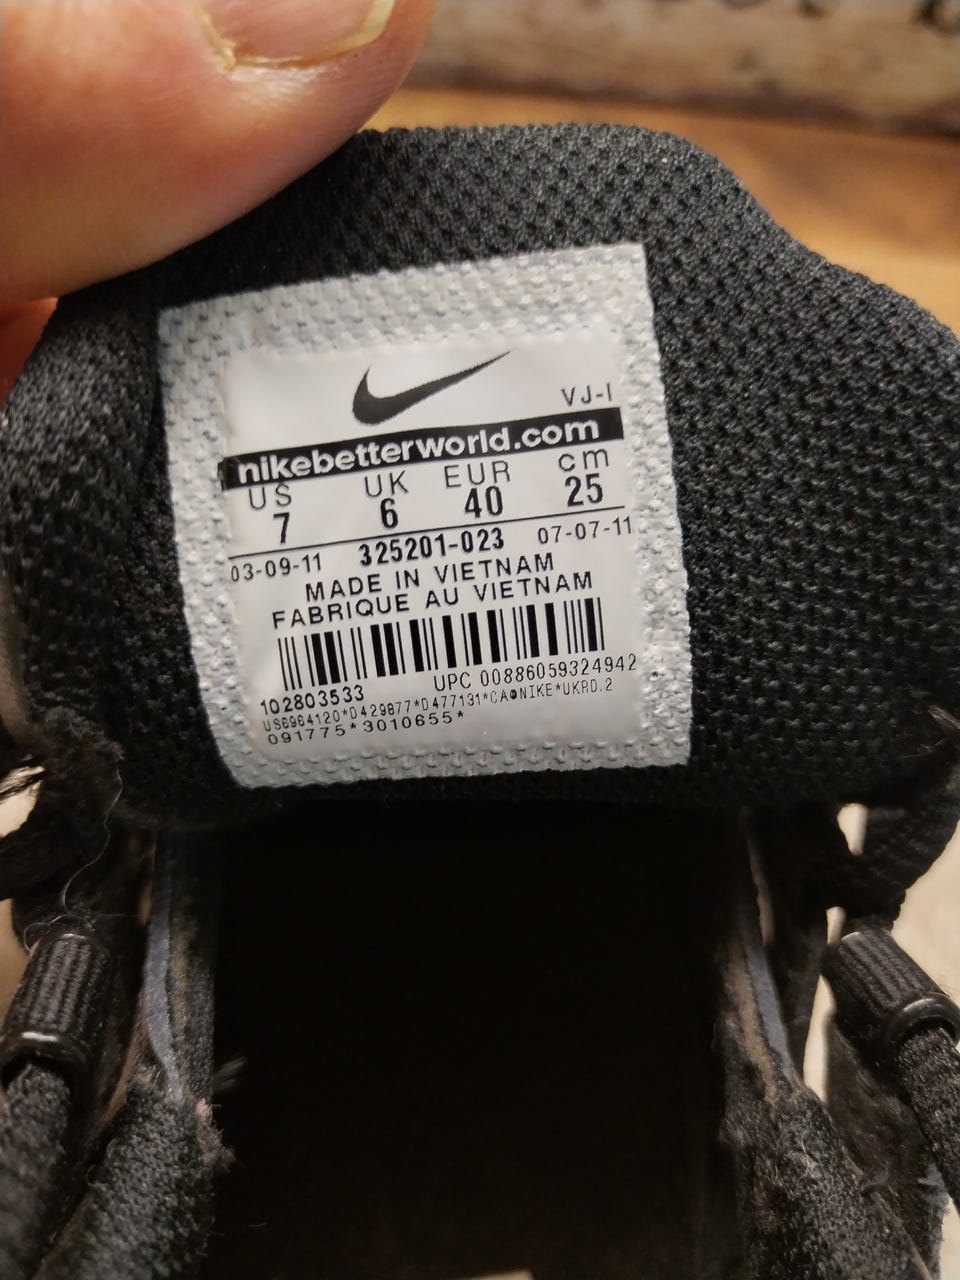 VJ-I
nikebetterworld.com
US UK EUR cm
7 6 40 25
03-09-11 325201-023 07-07-11
MADE IN VIETNAM
FABRIQUE AU VIETNAM
102803533 UPC 00886059324942
US6964120*D429877*D477131*CA●NIKE*UKRD.2
091775*3010655*